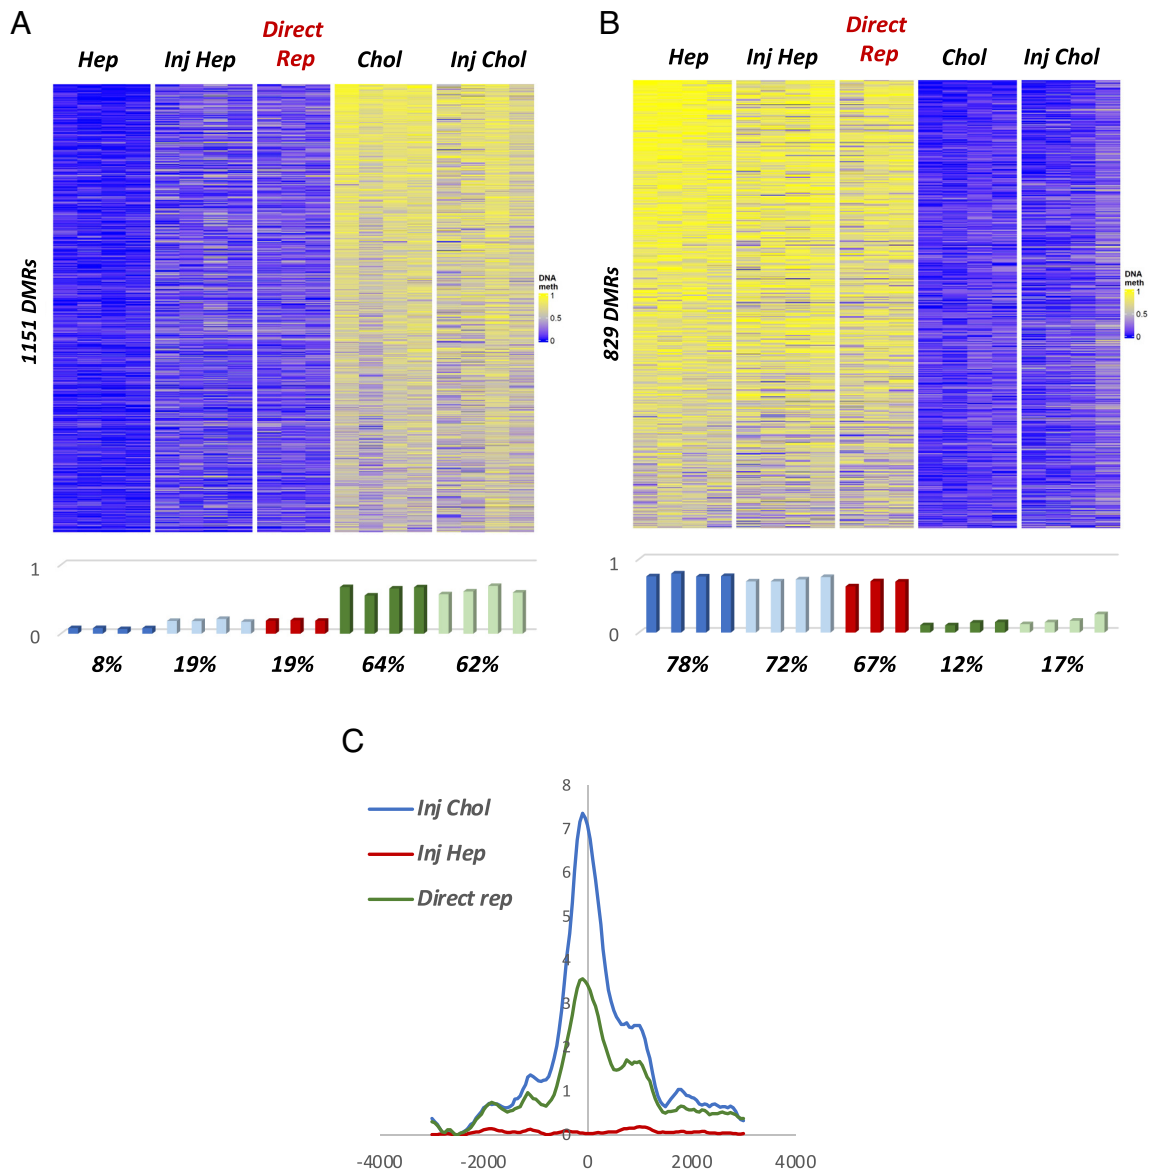 A
Hep
Inj Hep
Direct
Rep
Chol
Inj Chol
1151 DMRs
DNA
meth
1
0.5
0
1
0
8%
19%
19%
64%
62%
B
Hep
Inj Hep
Direct
Rep
Chol
Inj Chol
829 DMRs
DNA
meth
1
0.5
0
1
0
78%
72%
67%
12%
17%
C
Inj Chol
Inj Hep
Direct rep
8
7
6
5
4
3
2
1
0
-4000
-2000
0
2000
4000